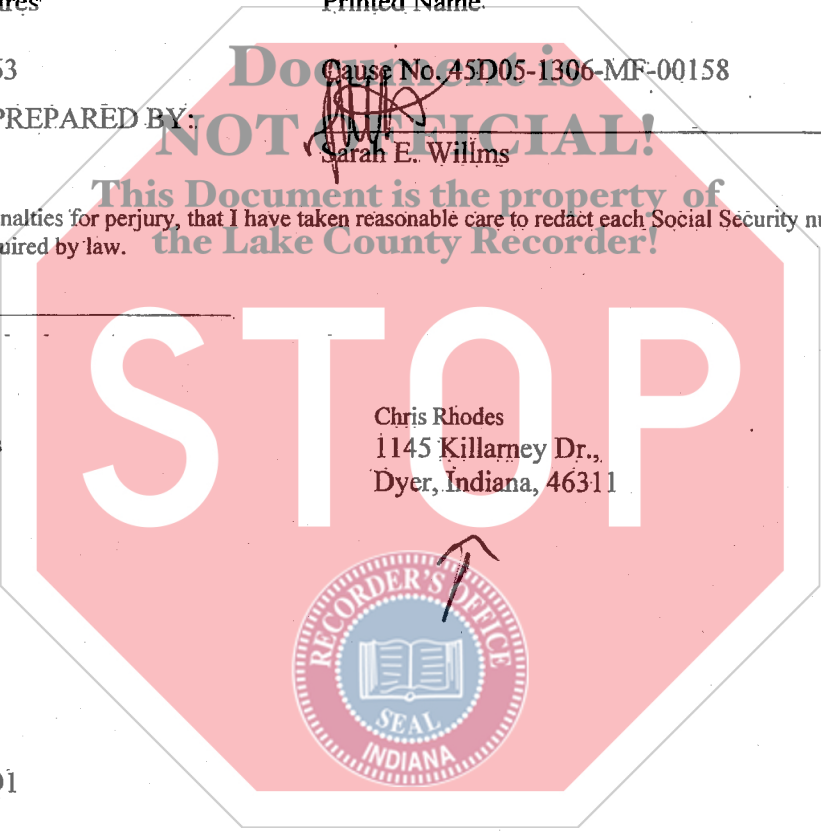 Printed Name
53
Cause No. 45D05-1306-MF-00158
PREPARED BY:
Sarah E. Willms
Document is
NOT OFFICIAL!
This Document is the property of
the Lake County Recorder!
nalties for perjury, that I have taken reasonable care to redact each Social Security nu
uired by law.
STOP
Chris Rhodes
1145 Killarney Dr.,
Dyer, Indiana, 46311
RECORDER'S OFFICE
SEAL
INDIANA